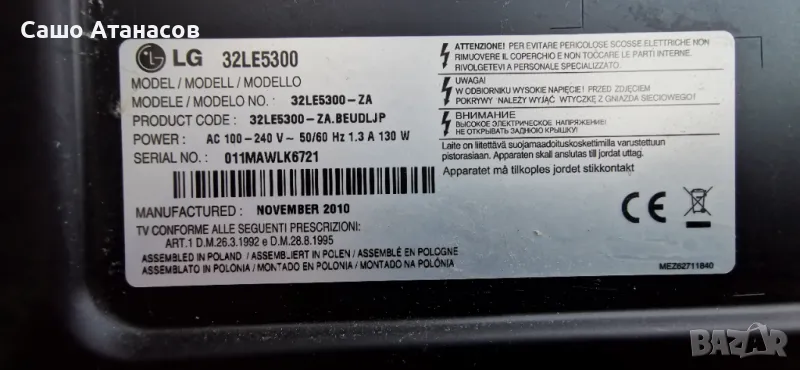 Сашо Атанасов
LG 32LE5300
MODEL / MODELL / MODELLO
MODELE / MODELO NO. : 32LE5300-ZA
PRODUCT CODE : 32LE5300-ZA.BEUDLJP
POWER : AC 100-240 V~ 50/60 Hz 1.3 A 130 W
SERIAL NO. : 011MAWLK6721
MANUFACTURED : NOVEMBER 2010
TV CONFORME ALLE SEGUENTI PRESCRIZIONI:
ART.1 D.M.26.3.1992 e D.M.28.8.1995
ASSEMBLED IN POLAND / ASSEMBLIERT IN POLEN / ASSEMBLÉ EN POLOGNE
ASSEMBLATO IN POLONIA / MONTADO EN POLONIA / MONTADO NA POLÓNIA
ATTENZIONE! PER EVITARE PERICOLOSE SCOSSE ELETTRICHE NON
RIMUOVERE IL COPERCHIO E NON TOCCARE LE PARTI INTERNE.
RIVOLGETEVI A PERSONALE SPECIALIZZATO.
UWAGA!
W ODBIORNIKU WYSOKIE NAPIĘCIE! PRZED ZDJĘCIEM
POKRYWY NALEŻY WYJĄĆ WTYCZKĘ Z GNIAZDA SIECIOWEGO!
ВНИМАНИЕ
ВЫСОКОЕ ЭЛЕКТРИЧЕСКОЕ НАПРЯЖЕНИЕ!
НЕ ОТКРЫВАТЬ ЗАДНЮЮ КРЫШКУ!
Laite on liitettävä suojamaadoituskoskettimilla varustettuun
pistorasiaan. Apparaten skall anslutas till jordat uttag.
Apparatet må tilkoples jordet stikkontakt
CE
MEZ62711840
BAZAR